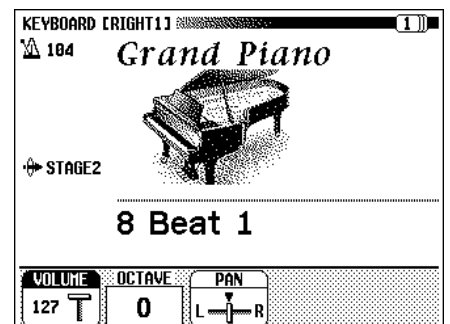 KEYBOARD [RIGHT1] 1
104 Grand Piano
STAGE2
8 Beat 1
VOLUME OCTAVE PAN
127 0 L R